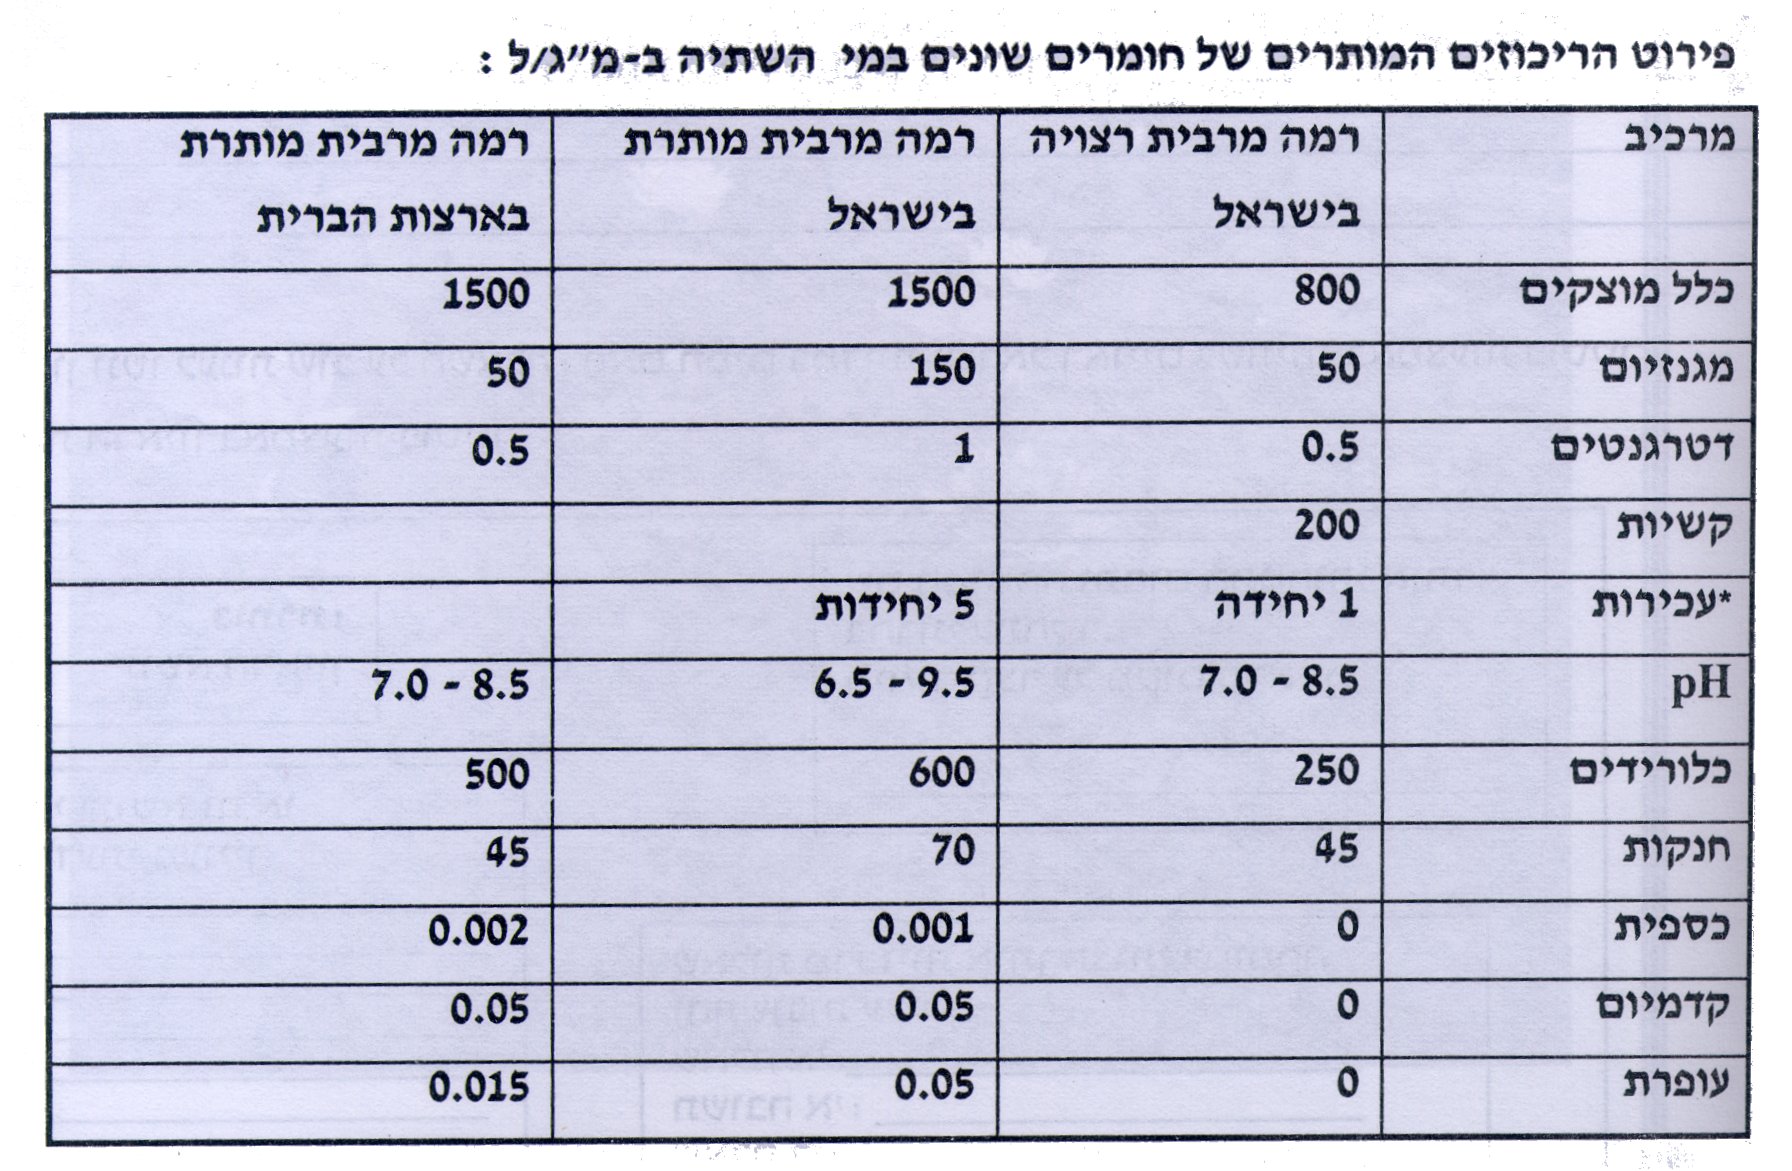 פירוט הריכוזים המותרים של חומרים שונים במי השתיה ב-מ״ג/ל :
מרכיב רמה מרבית רצויה בישראל רמה מרבית מותרת בישראל רמה מרבית מותרת בארצות הברית
כלל מוצקים 800 1500 1500
מגנזיום 50 150 50
דטרגנטים 0.5 1 0.5
קשיות 200
*עכירות 1 יחידה 5 יחידות
pH 7.0 - 8.5 6.5 - 9.5 7.0 - 8.5
כלורידים 250 600 500
חנקות 45 70 45
כספית 0 0.001 0.002
קדמיום 0 0.05 0.05
עופרת 0 0.05 0.015